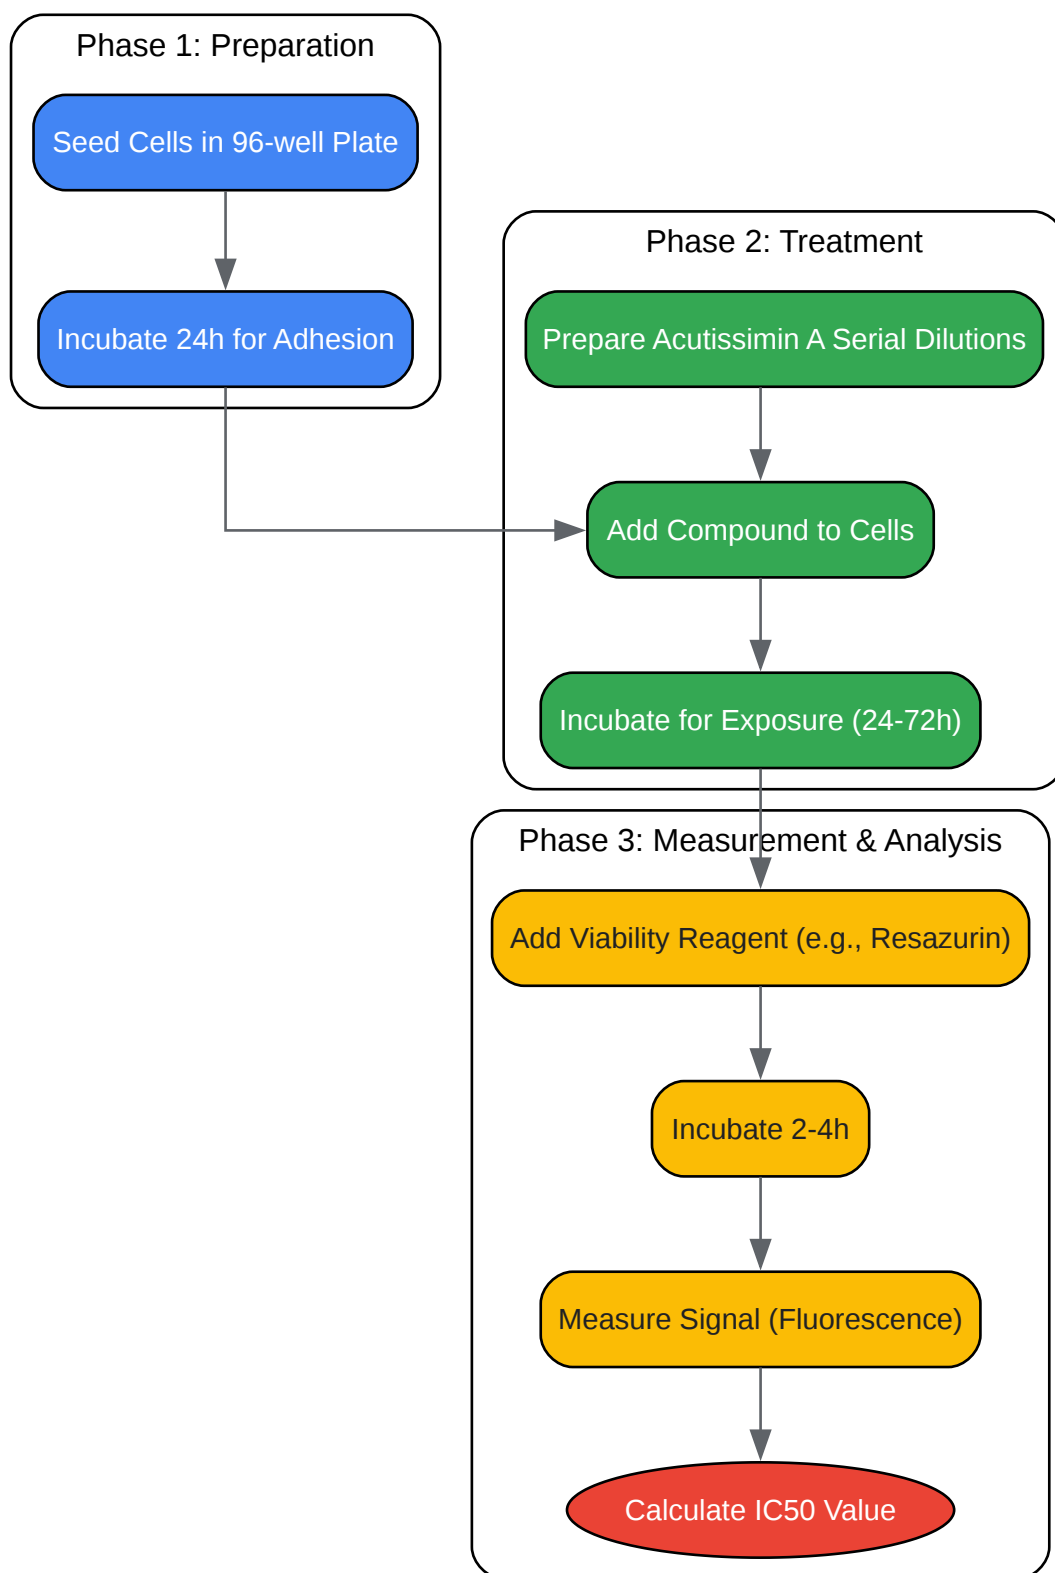 Phase 1: Preparation
Seed Cells in 96-well Plate
Incubate 24h for Adhesion
Phase 2: Treatment
Prepare Acutissimin A Serial Dilutions
Add Compound to Cells
Incubate for Exposure (24-72h)
Phase 3: Measurement & Analysis
Add Viability Reagent (e.g., Resazurin)
Incubate 2-4h
Measure Signal (Fluorescence)
Calculate IC50 Value